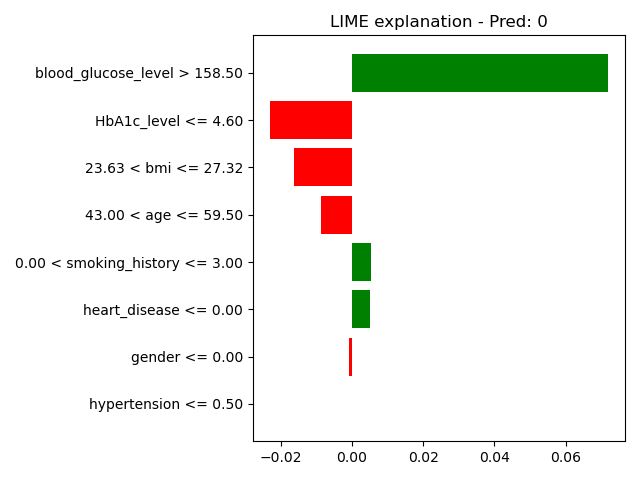 LIME explanation - Pred: 0
blood_glucose_level > 158.50
HbA1c_level <= 4.60
23.63 < bmi <= 27.32
43.00 < age <= 59.50
0.00 < smoking_history <= 3.00
heart_disease <= 0.00
gender <= 0.00
hypertension <= 0.50
−0.02 0.00 0.02 0.04 0.06